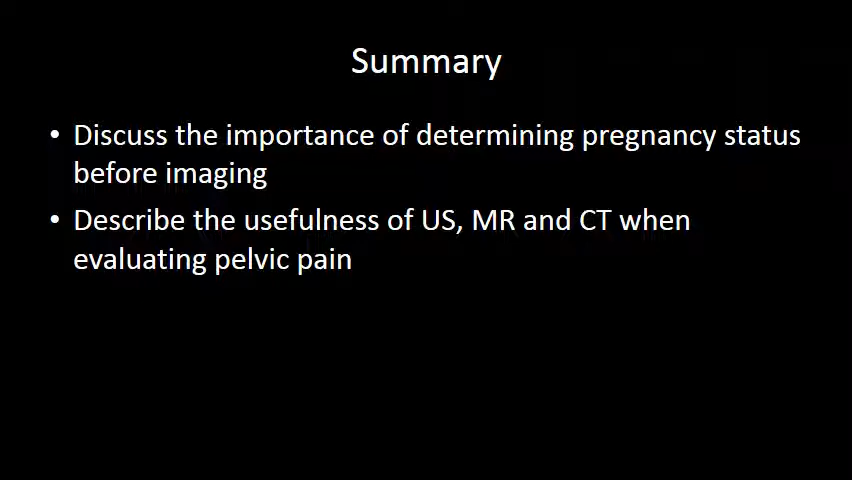 Summary
• Discuss the importance of determining pregnancy status
before imaging
• Describe the usefulness of US, MR and CT when
evaluating pelvic pain